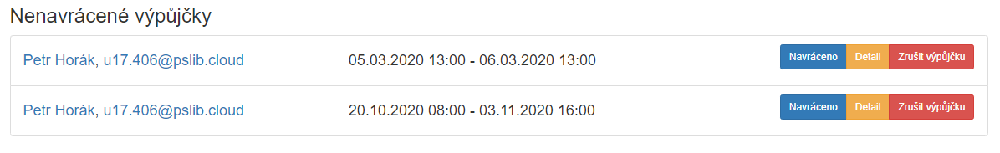 Nenavrácené výpůjčky
Petr Horák, u17.406@pslib.cloud 05.03.2020 13:00 - 06.03.2020 13:00 Navráceno Detail Zrušit výpůjčku
Petr Horák, u17.406@pslib.cloud 20.10.2020 08:00 - 03.11.2020 16:00 Navráceno Detail Zrušit výpůjčku